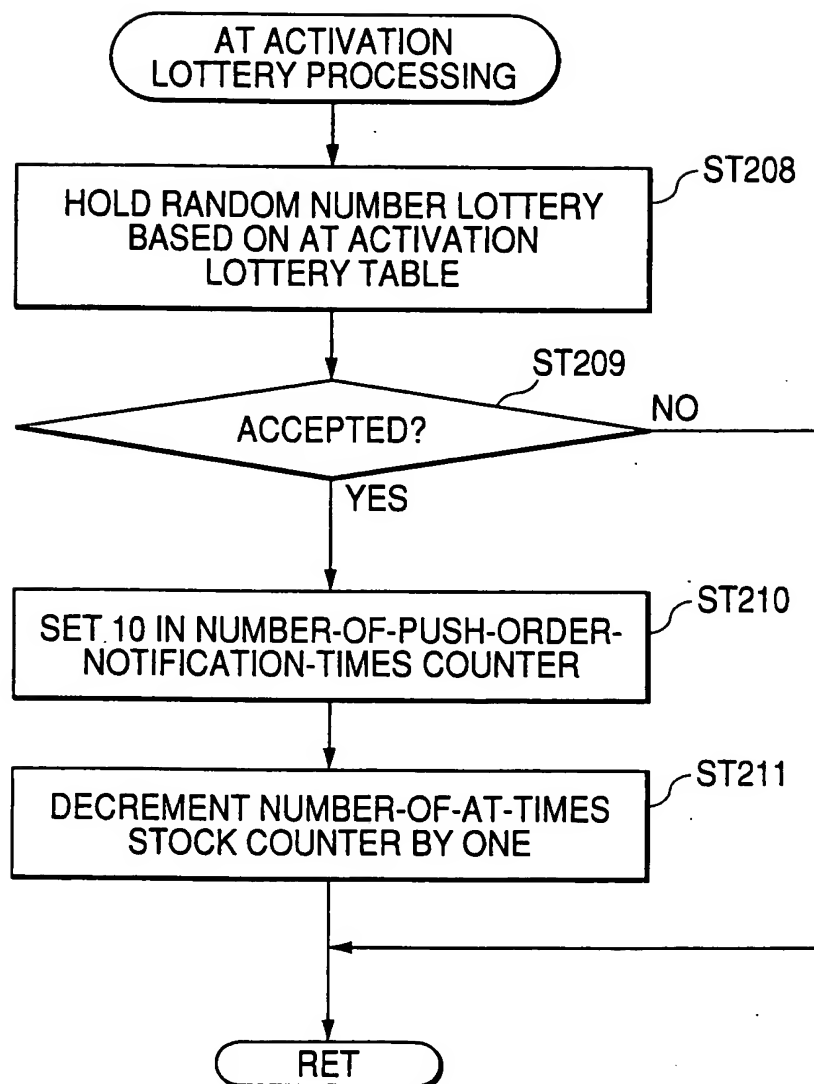 AT ACTIVATION
LOTTERY PROCESSING
ST208
HOLD RANDOM NUMBER LOTTERY
BASED ON AT ACTIVATION
LOTTERY TABLE
ST209
ACCEPTED?
NO
YES
ST210
SET 10 IN NUMBER-OF-PUSH-ORDER-
NOTIFICATION-TIMES COUNTER
ST211
DECREMENT NUMBER-OF-AT-TIMES
STOCK COUNTER BY ONE
RET